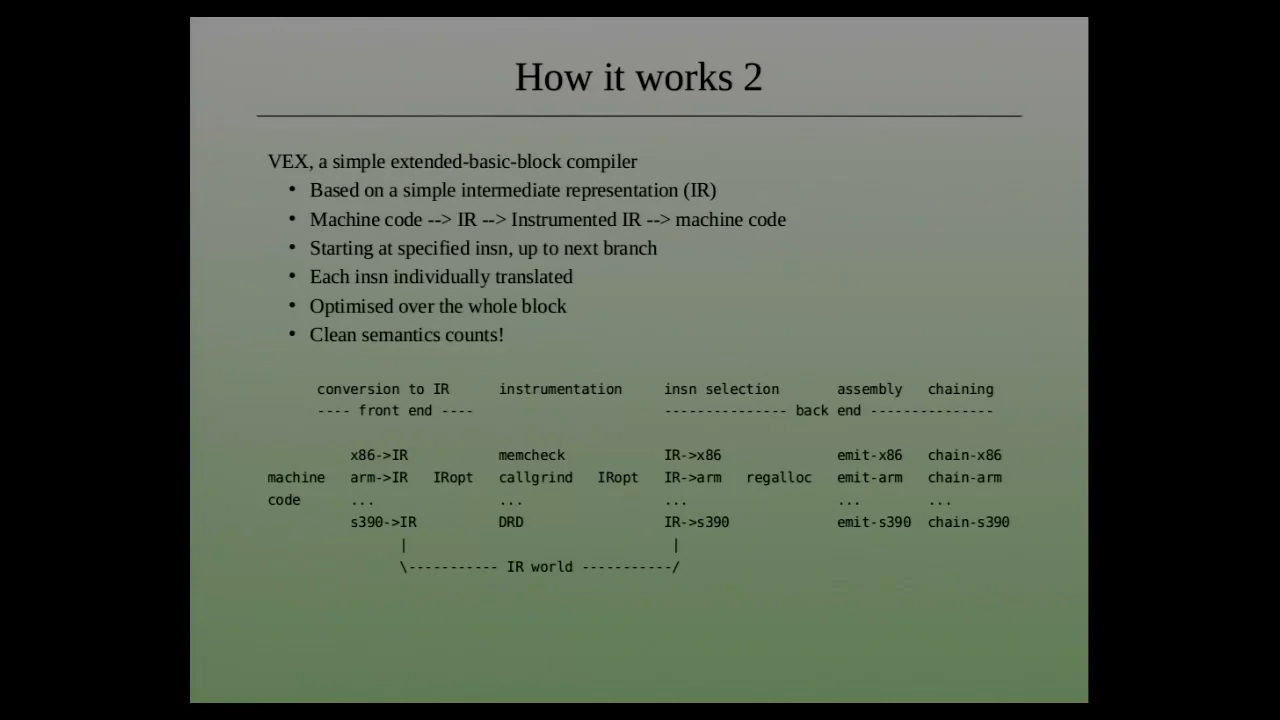 How it works 2
VEX, a simple extended-basic-block compiler
• Based on a simple intermediate representation (IR)
• Machine code --> IR --> Instrumented IR --> machine code
• Starting at specified insn, up to next branch
• Each insn individually translated
• Optimised over the whole block
• Clean semantics counts!
conversion to IR instrumentation insn selection assembly chaining
---- front end ---- --------------- back end ---------------
x86->IR memcheck IR->x86 emit-x86 chain-x86
machine arm->IR IRopt callgrind IRopt IR->arm regalloc emit-arm chain-arm
code ... ... ... ... ...
s390->IR DRD IR->s390 emit-s390 chain-s390
| |
\----------- IR world -----------/